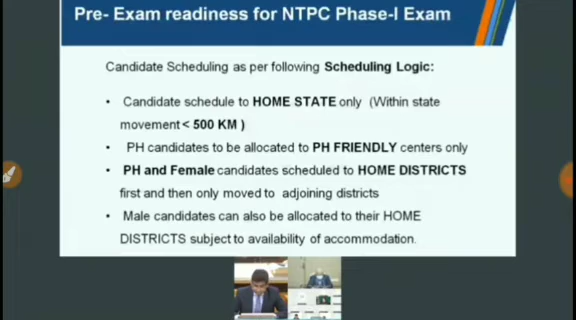 Pre- Exam readiness for NTPC Phase-I Exam
Candidate Scheduling as per following Scheduling Logic:
• Candidate schedule to HOME STATE only (Within state
movement < 500 KM )
• PH candidates to be allocated to PH FRIENDLY centers only
• PH and Female candidates scheduled to HOME DISTRICTS
first and then only moved to adjoining districts
• Male candidates can also be allocated to their HOME
DISTRICTS subject to availability of accommodation.